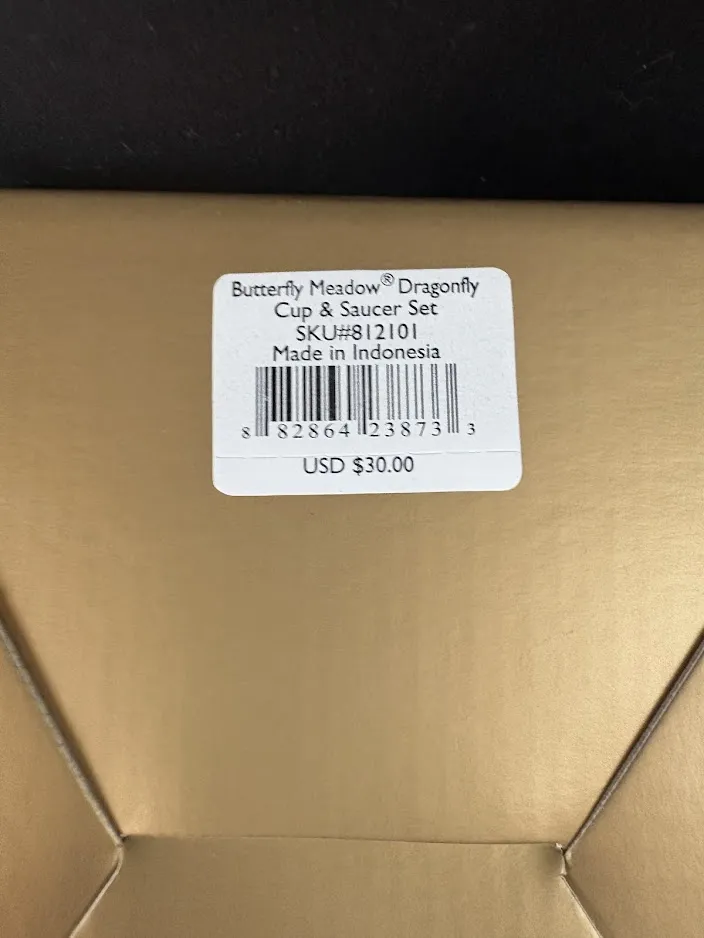 Butterfly Meadow® Dragonfly
Cup & Saucer Set
SKU#812101
Made in Indonesia
8 82864 23873 3
USD $30.00